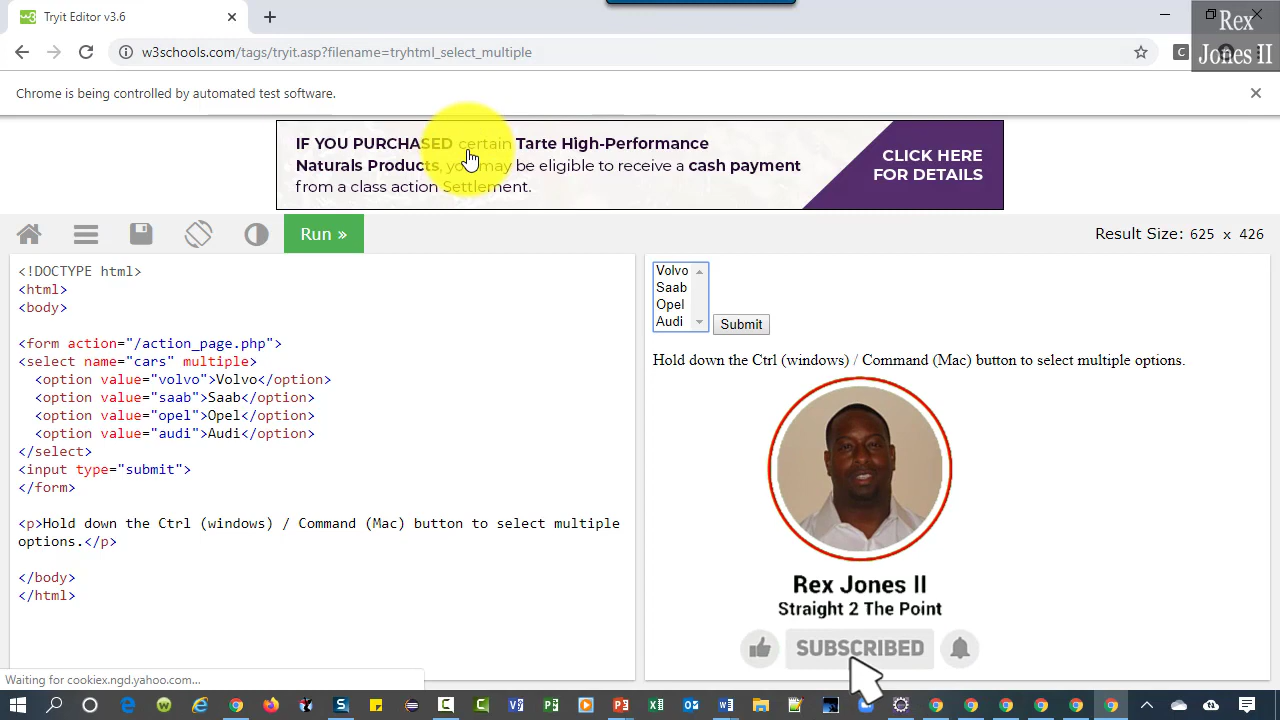 Tryit Editor v3.6
Rex
Jones II
w3schools.com/tags/tryit.asp?filename=tryhtml_select_multiple
Chrome is being controlled by automated test software.
IF YOU PURCHASED certain Tarte High-Performance
Naturals Products, you may be eligible to receive a cash payment
from a class action Settlement.
CLICK HERE
FOR DETAILS
Run »
Result Size: 625 x 426
<!DOCTYPE html>
<html>
<body>
<form action="/action_page.php">
<select name="cars" multiple>
<option value="volvo">Volvo</option>
<option value="saab">Saab</option>
<option value="opel">Opel</option>
<option value="audi">Audi</option>
</select>
<input type="submit">
</form>
<p>Hold down the Ctrl (windows) / Command (Mac) button to select multiple
options.</p>
</body>
</html>
Volvo
Saab
Opel
Audi
Submit
Hold down the Ctrl (windows) / Command (Mac) button to select multiple options.
Rex Jones II
Straight 2 The Point
SUBSCRIBED
Waiting for cookiex.ngd.yahoo.com...